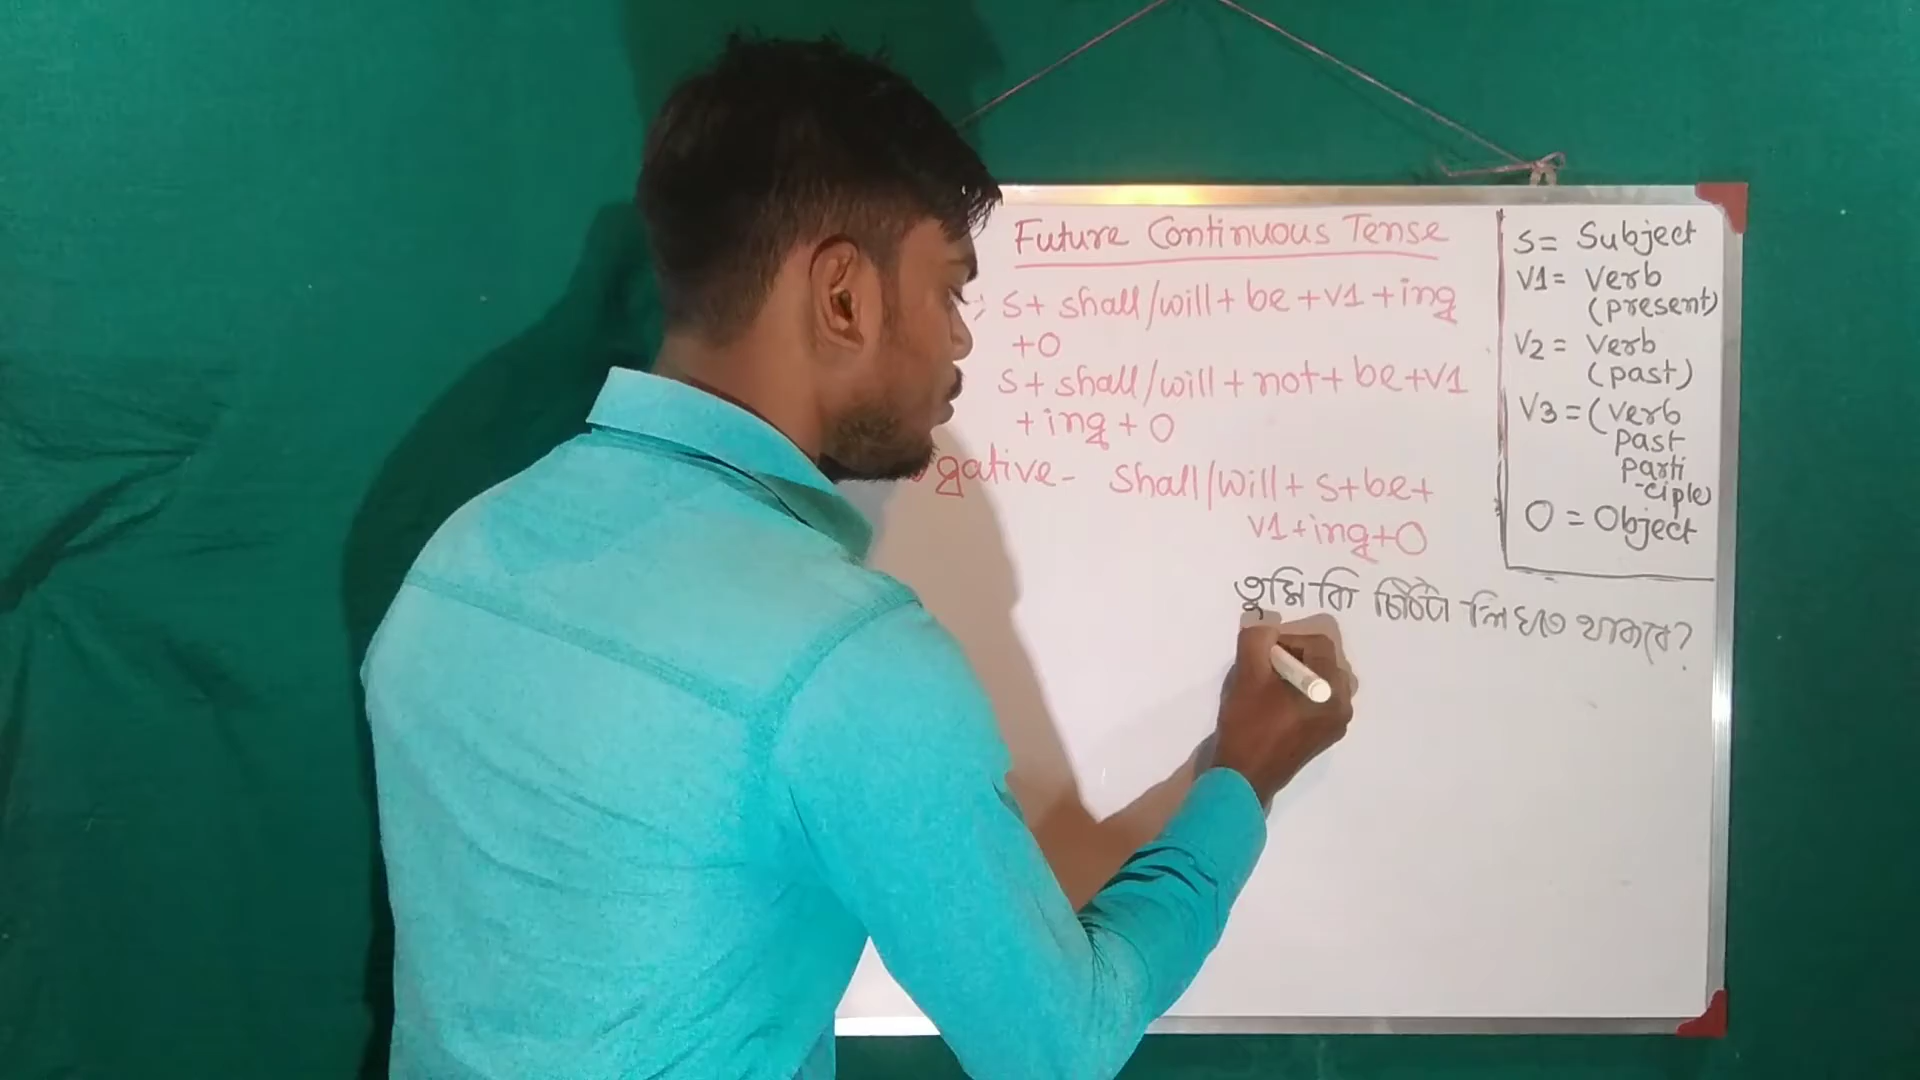 Future Continuous Tense
: S+ shall/will+ be +V1 +ing
+O
S+ shall/will + not+ be+V1
+ing+O
gative- Shall/Will+ S+be+
V1+ing+O
তুমি কি চিঠিটা লিখতে থাকবে?
S= Subject
V1= Verb
(present)
V2= Verb
(past)
V3=(Verb
past
parti
-ciple)
O = Object